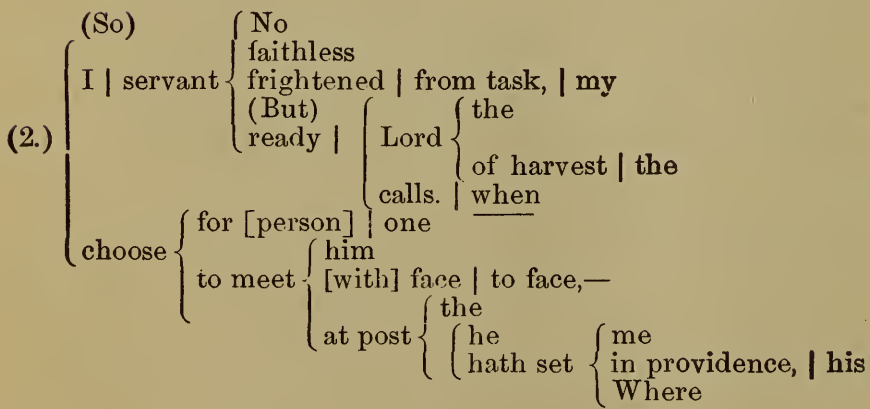 (So) No
faithless
I | servant frightened | from task, | my
(But) the
(2.) ready | Lord
of harvest | the
calls. | when
for [person] | one
choose him
to meet [with] face | to face,—
the
at post he me
hath set in providence, | his
Where